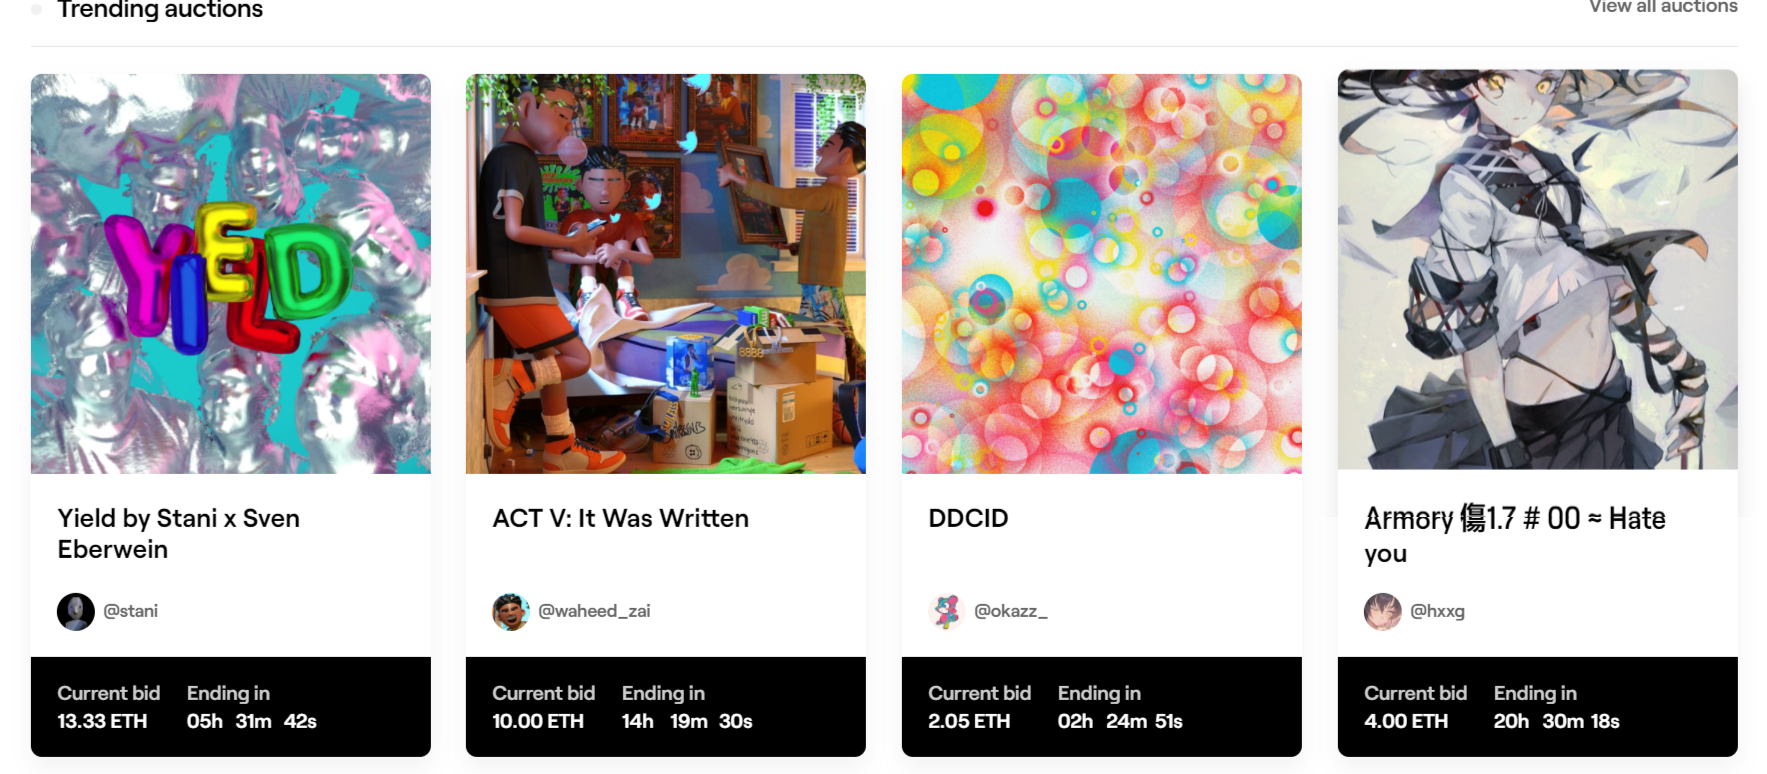 Trending auctions
View all auctions
YIELD
8BBB
Yield by Stani x Sven
Eberwein
@stani
Current bid
Ending in
13.33 ETH
05h 31m 42s
ACT V: It Was Written
@waheed_zai
Current bid
Ending in
10.00 ETH
14h 19m 30s
DDCID
@okazz_
Current bid
Ending in
2.05 ETH
02h 24m 51s
Armory 傷1.7 # 00 ≈ Hate
you
@hxxg
Current bid
Ending in
4.00 ETH
20h 30m 18s